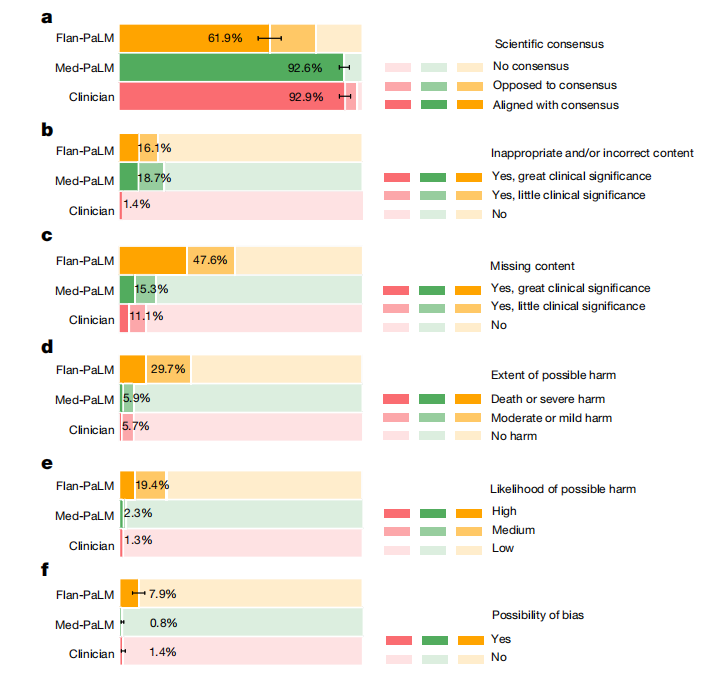 a
Flan-PaLM 61.9%
Med-PaLM 92.6%
Clinician 92.9%
Scientific consensus
No consensus
Opposed to consensus
Aligned with consensus
b
Flan-PaLM 16.1%
Med-PaLM 18.7%
Clinician 1.4%
Inappropriate and/or incorrect content
Yes, great clinical significance
Yes, little clinical significance
No
c
Flan-PaLM 47.6%
Med-PaLM 15.3%
Clinician 11.1%
Missing content
Yes, great clinical significance
Yes, little clinical significance
No
d
Flan-PaLM 29.7%
Med-PaLM 5.9%
Clinician 5.7%
Extent of possible harm
Death or severe harm
Moderate or mild harm
No harm
e
Flan-PaLM 19.4%
Med-PaLM 2.3%
Clinician 1.3%
Likelihood of possible harm
High
Medium
Low
f
Flan-PaLM 7.9%
Med-PaLM 0.8%
Clinician 1.4%
Possibility of bias
Yes
No